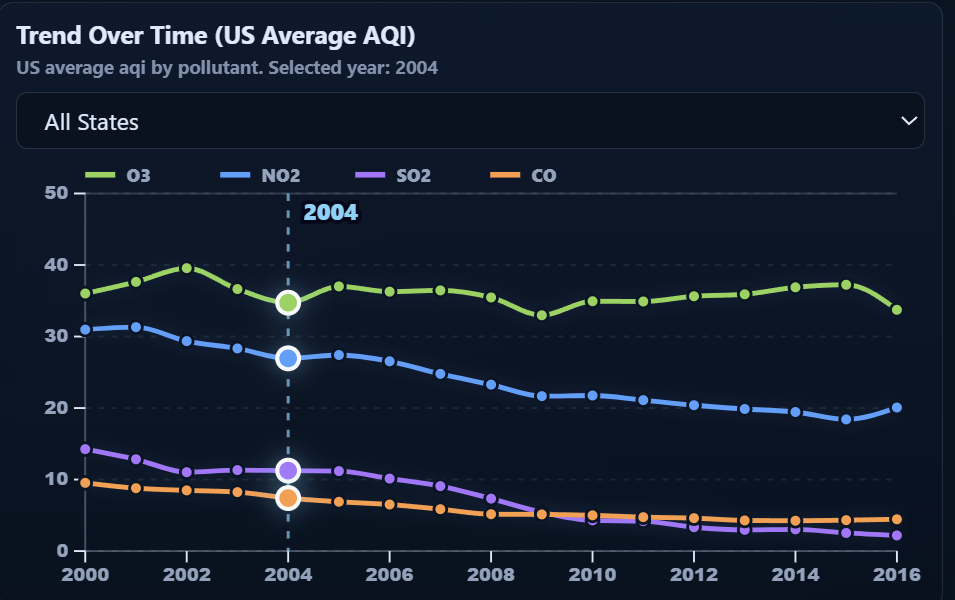 Trend Over Time (US Average AQI)
US average aqi by pollutant. Selected year: 2004
All States
O3 NO2 SO2 CO
50
2004
40
30
20
10
0
2000 2002 2004 2006 2008 2010 2012 2014 2016